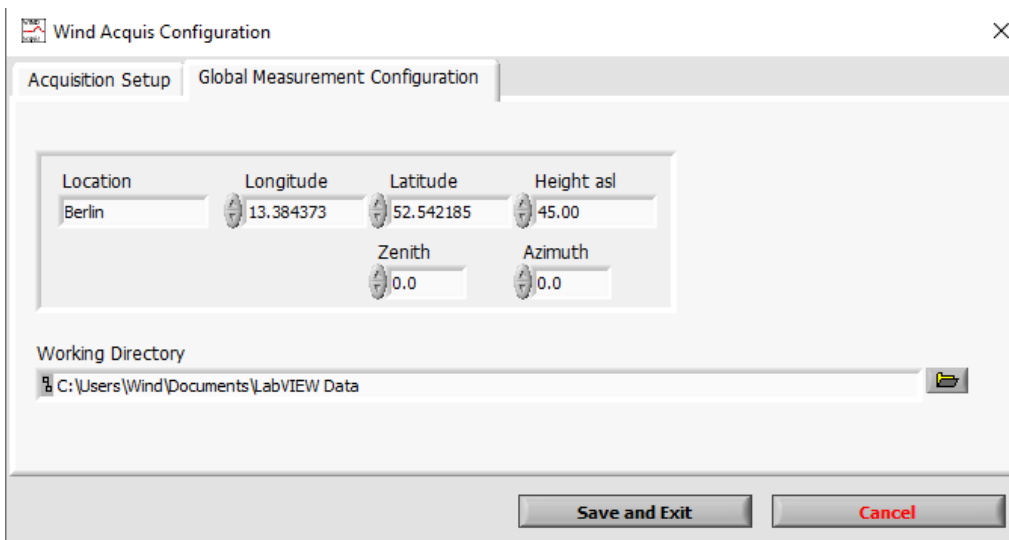 Wind Acquis Configuration
Acquisition Setup Global Measurement Configuration
Location Longitude Latitude Height asl
Berlin 13.384373 52.542185 45.00
Zenith Azimuth
0.0 0.0
Working Directory
C:\Users\Wind\Documents\LabVIEW Data
Save and Exit Cancel